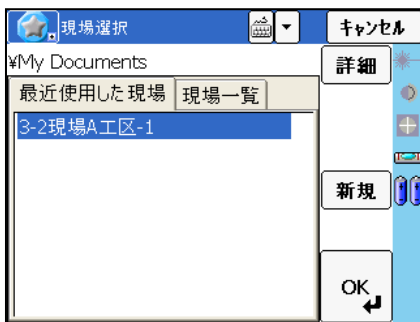 現場選択
キャンセル
¥My Documents
詳細
最近使用した現場 現場一覧
3-2現場A工区-1
新規
OK